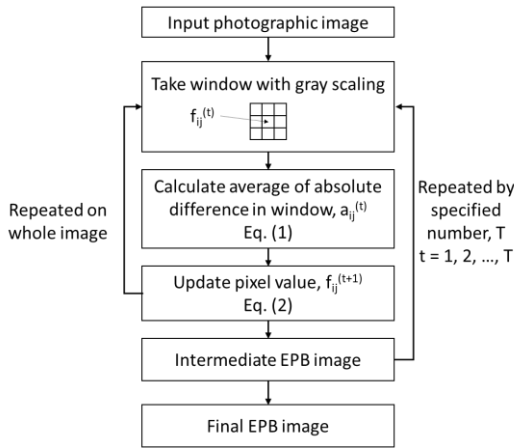 Input photographic image
Take window with gray scaling
f_ij^(t)
Calculate average of absolute
difference in window, a_ij^(t)
Eq. (1)
Repeated on
whole image
Repeated by
specified
number, T
t = 1, 2, ..., T
Update pixel value, f_ij^(t+1)
Eq. (2)
Intermediate EPB image
Final EPB image